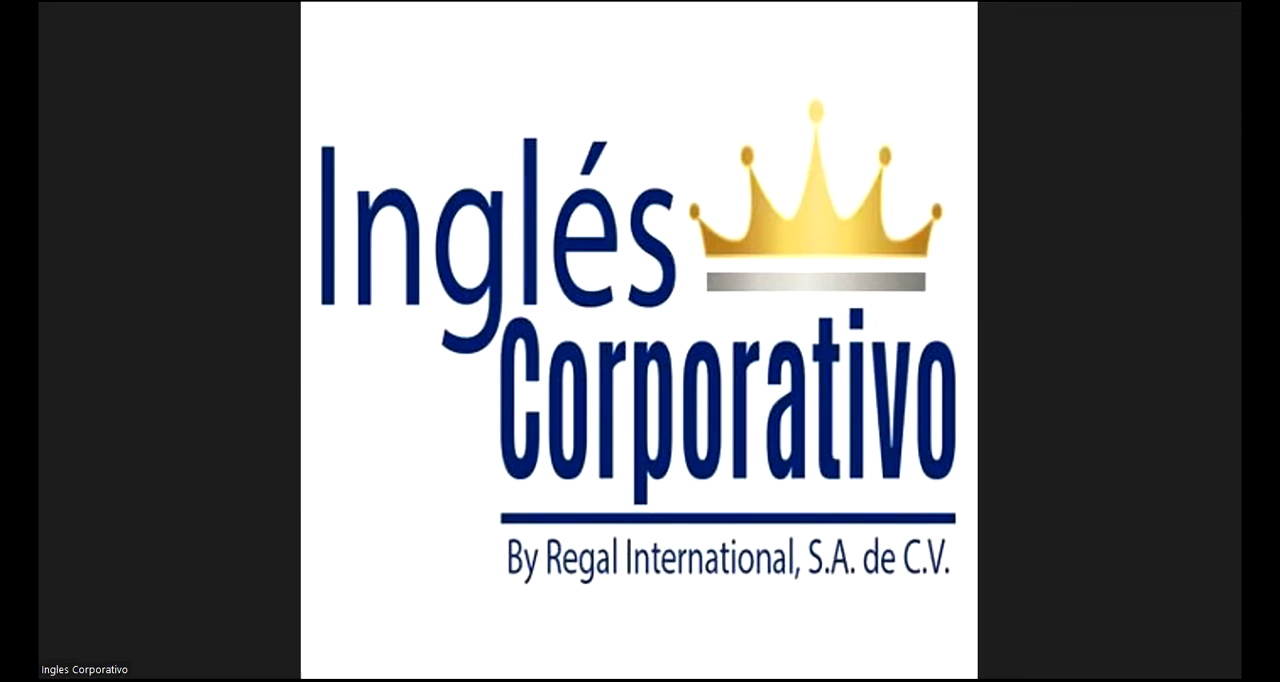 Inglés
Corporativo
By Regal International, S.A. de C.V.
Ingles Corporativo